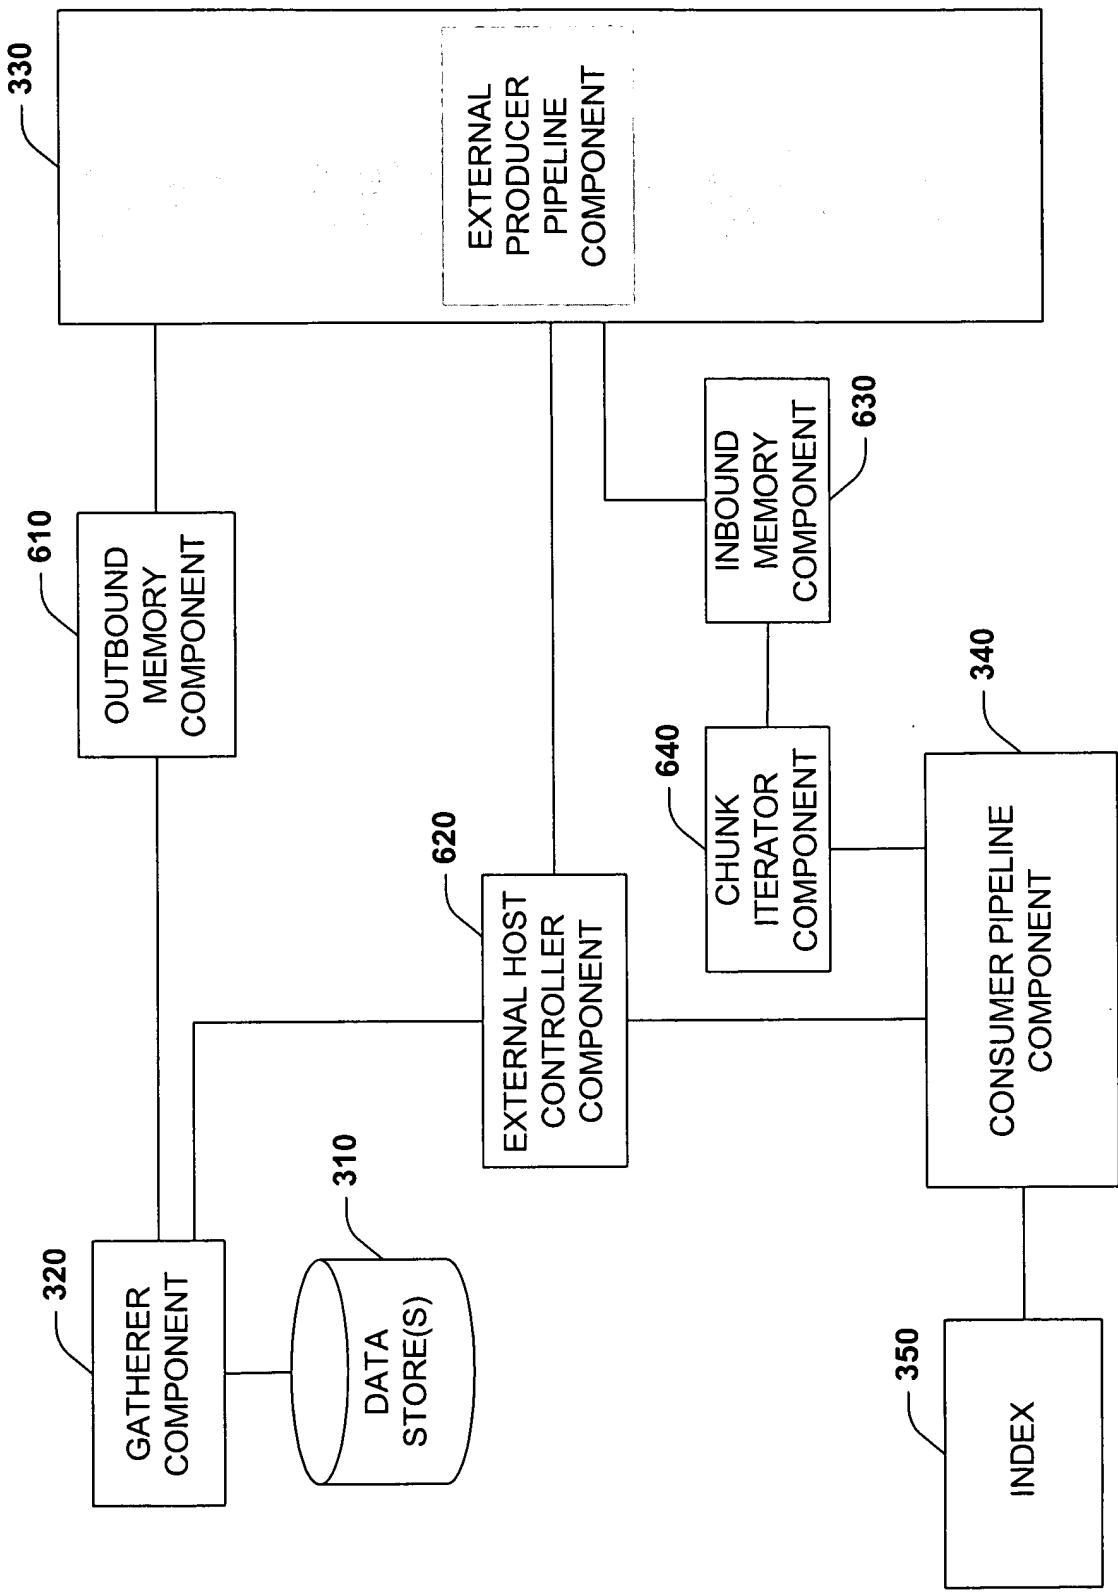 320
GATHERER
COMPONENT
310
DATA
STORE(S)
350
INDEX
610
OUTBOUND
MEMORY
COMPONENT
620
EXTERNAL HOST
CONTROLLER
COMPONENT
640
CHUNK
ITERATOR
COMPONENT
630
INBOUND
MEMORY
COMPONENT
340
CONSUMER PIPELINE
COMPONENT
330
EXTERNAL
PRODUCER
PIPELINE
COMPONENT